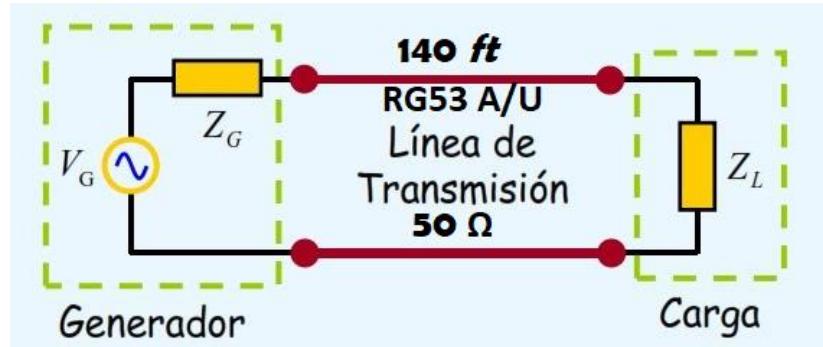 140 ft
RG53 A/U
Línea de
Transmisión
50 Ω
V_G
Z_G
Z_L
Generador
Carga